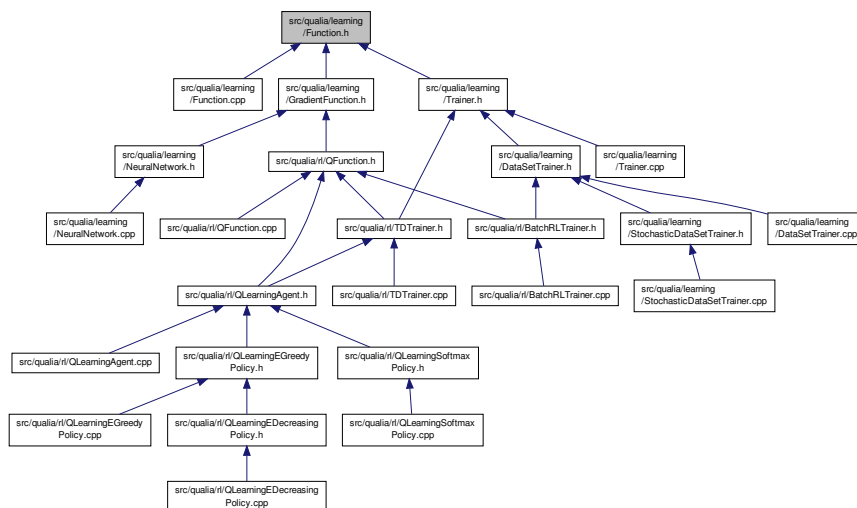 src/qualia/learning
/Function.h
src/qualia/learning
/Function.cpp
src/qualia/learning
/GradientFunction.h
src/qualia/learning
/Trainer.h
src/qualia/learning
/NeuralNetwork.h
src/qualia/rl/QFunction.h
src/qualia/learning
/DataSetTrainer.h
src/qualia/learning
/Trainer.cpp
src/qualia/learning
/NeuralNetwork.cpp
src/qualia/rl/QFunction.cpp
src/qualia/rl/TDTrainer.h
src/qualia/rl/BatchRLTrainer.h
src/qualia/learning
/StochasticDataSetTrainer.h
src/qualia/learning
/DataSetTrainer.cpp
src/qualia/rl/QLearningAgent.h
src/qualia/rl/TDTrainer.cpp
src/qualia/rl/BatchRLTrainer.cpp
src/qualia/learning
/StochasticDataSetTrainer.cpp
src/qualia/rl/QLearningAgent.cpp
src/qualia/rl/QLearningEGreedy
Policy.h
src/qualia/rl/QLearningSoftmax
Policy.h
src/qualia/rl/QLearningEGreedy
Policy.cpp
src/qualia/rl/QLearningEDecreasing
Policy.h
src/qualia/rl/QLearningSoftmax
Policy.cpp
src/qualia/rl/QLearningEDecreasing
Policy.cpp